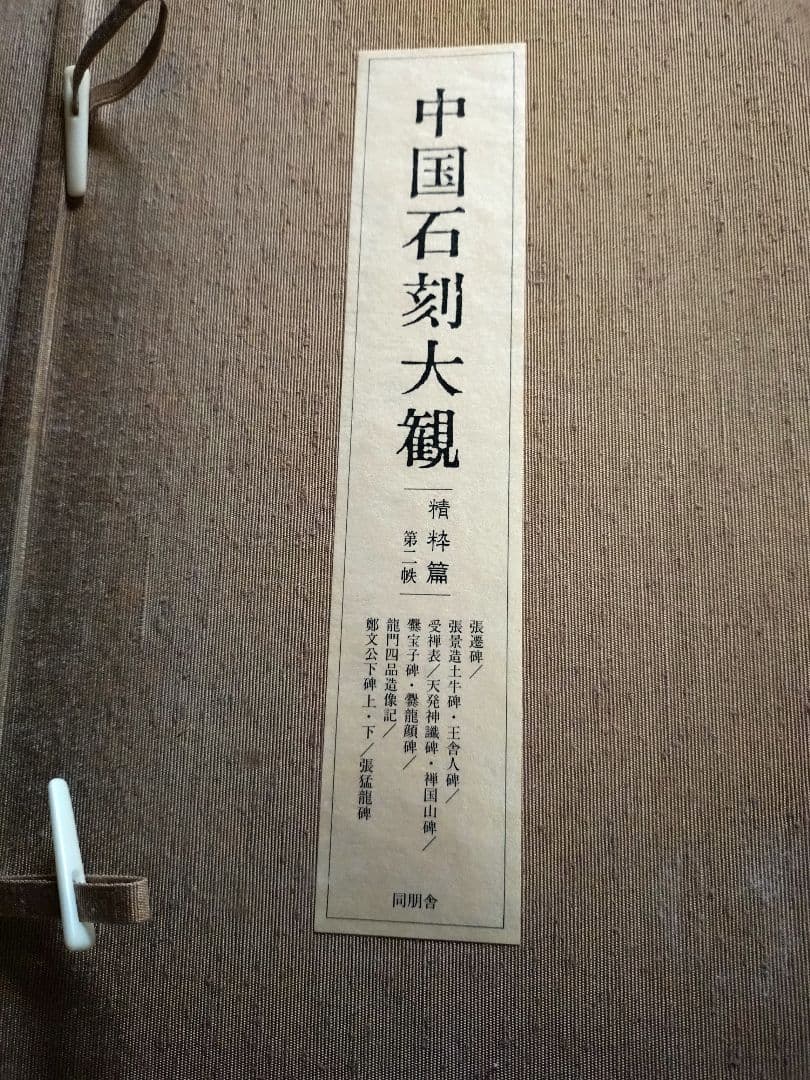 中国石刻大観
精粋篇
第二帙
張遷碑／
張景造土牛碑・王舎人碑／
受禅表／天発神讖碑・禅国山碑／
爨宝子碑・爨龍顔碑／
龍門四品造像記／
鄭文公下碑上・下／張猛龍碑
同朋舎